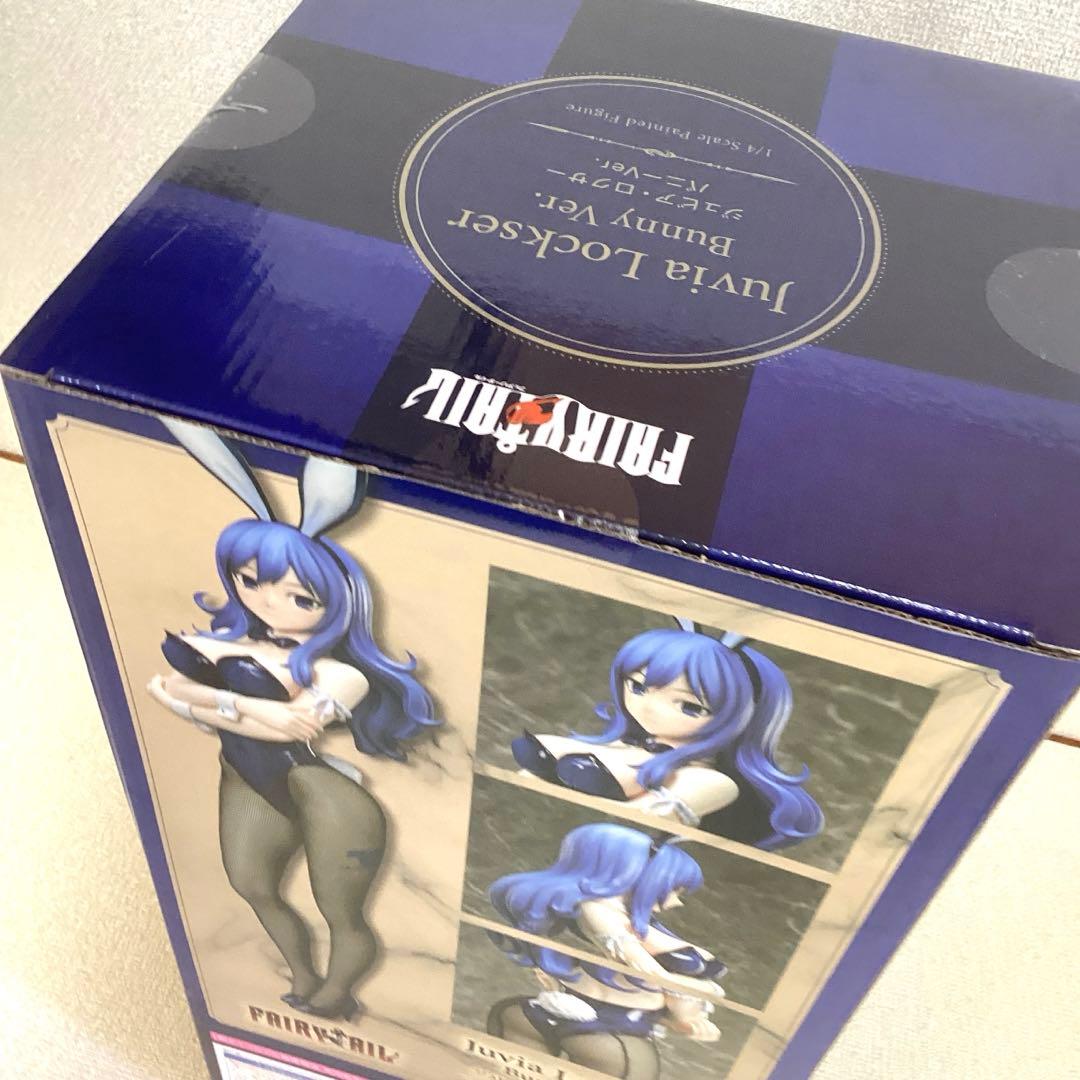 Juvia Lockser
Bunny Ver.
ジュビア・ロクサー
バニーVer.
1/4 Scale Painted Figure
FAIRY TAIL
FAIRY TAIL
Juvia